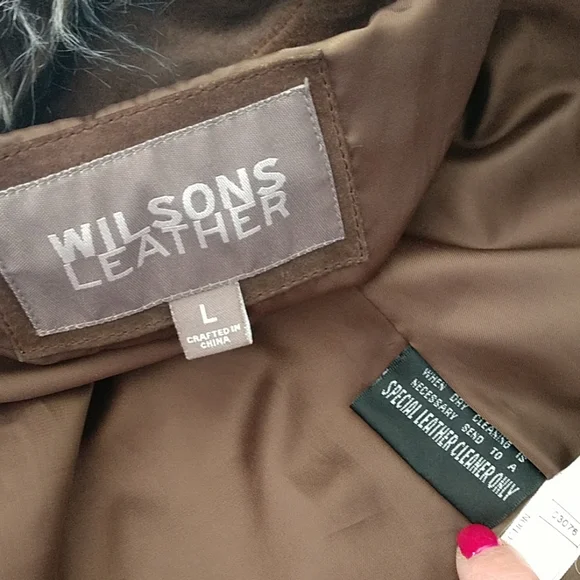 WILSONS
LEATHER
L
CRAFTED IN
CHINA
WHEN DRY CLEANING IS
NECESSARY SEND TO A
SPECIAL LEATHER CLEANER ONLY